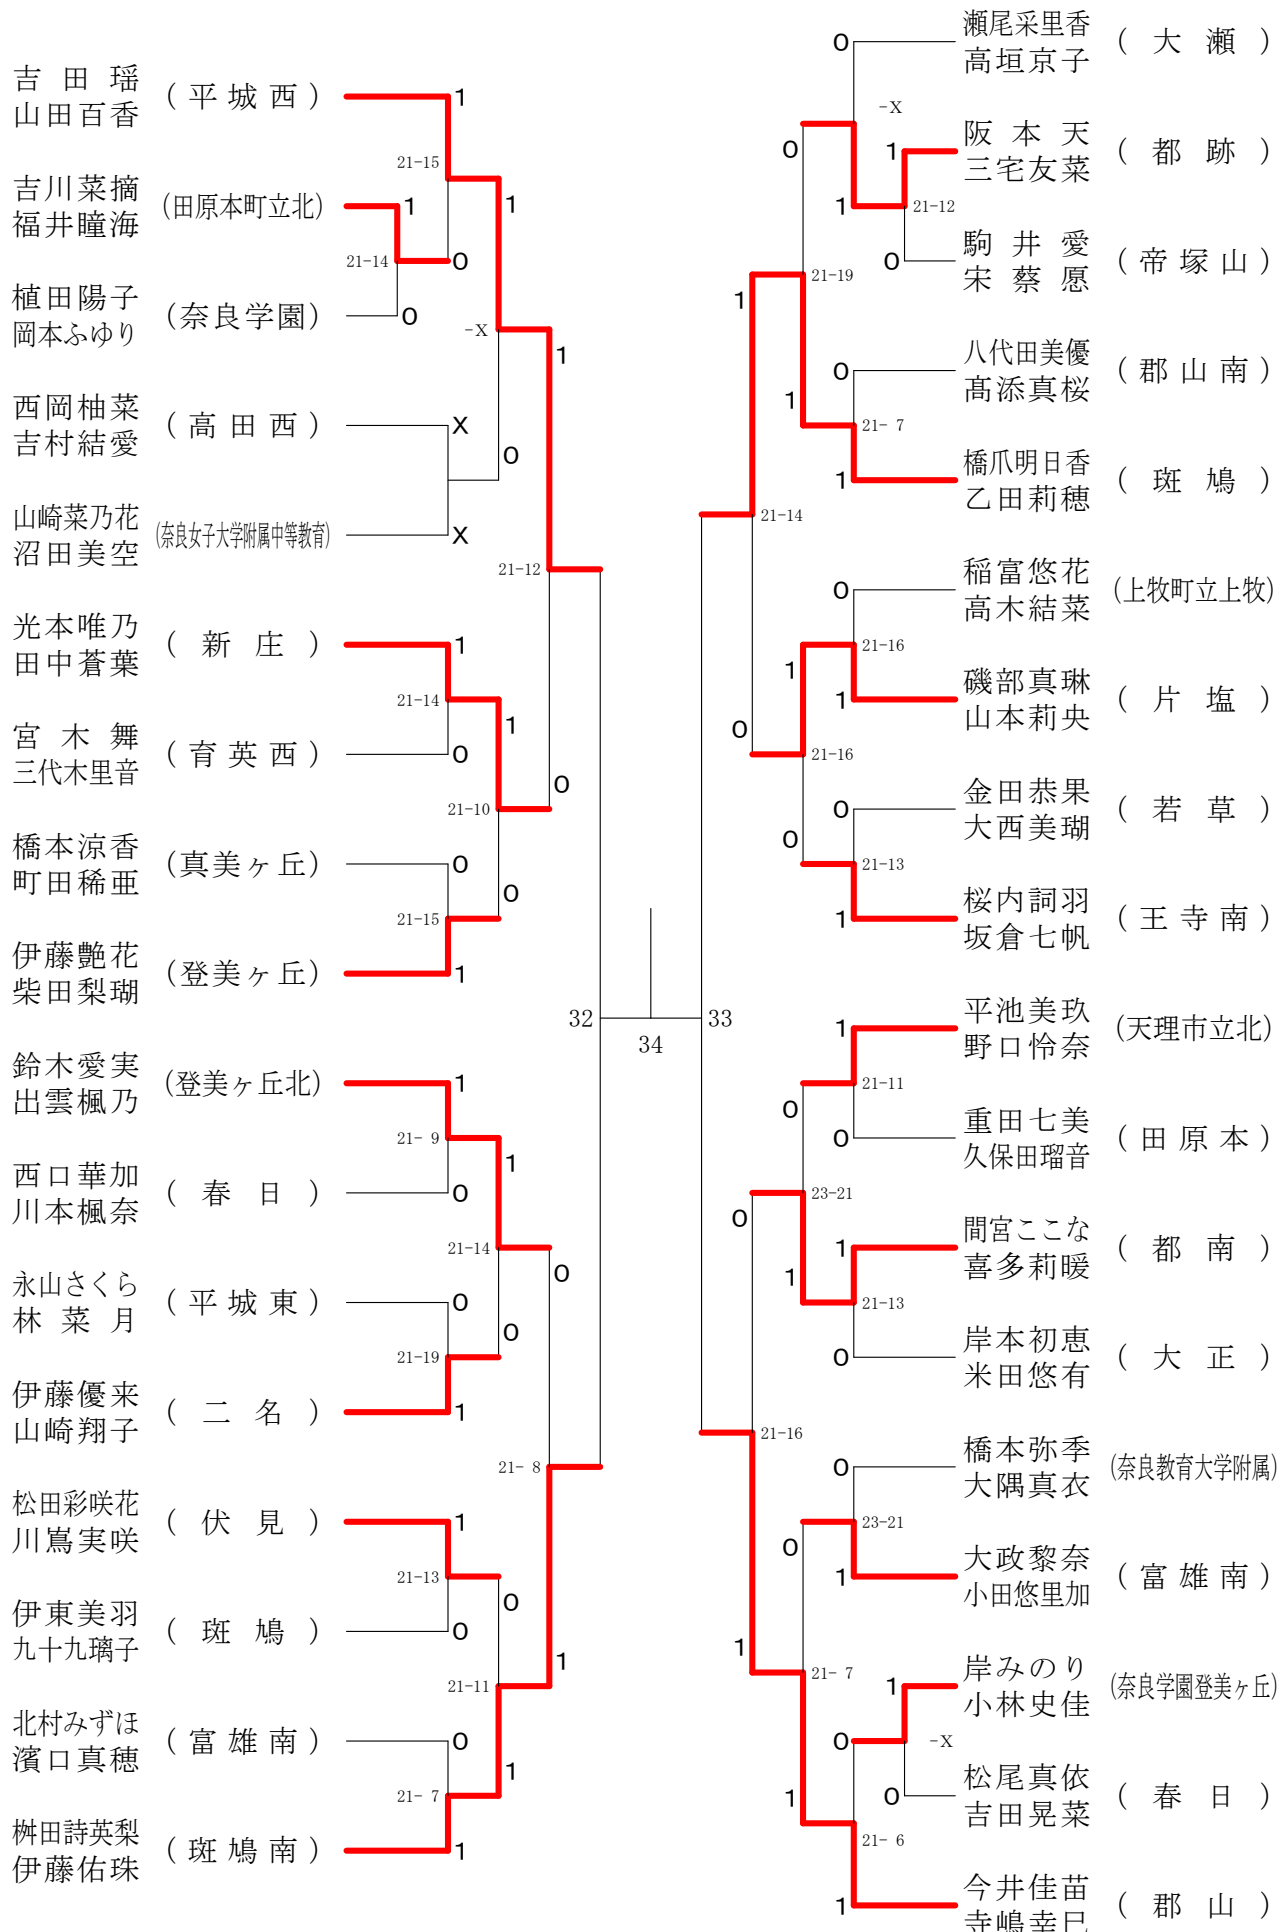 吉田瑶
山田百香
(平城西)
1
21-15
吉川菜摘
福井瞳海
(田原本町立北)
1
1
21-14
0
植田陽子
岡本ふゆり
(奈良学園)
0
-X
1
西岡柚菜
吉村結愛
(高田西)
X
0
山崎菜乃花
沼田美空
(奈良女子大学附属中等教育)
X
21-12
光本唯乃
田中蒼葉
(新庄)
1
21-14
1
宮木舞
三代木里音
(育英西)
0
0
21-10
橋本涼香
町田稀亜
(真美ヶ丘)
0
0
21-15
伊藤艶花
柴田梨瑚
(登美ヶ丘)
1
32
34
33
鈴木愛実
出雲楓乃
(登美ヶ丘北)
1
21- 9
1
西口華加
川本楓奈
(春日)
0
21-14
0
永山さくら
林菜月
(平城東)
0
0
21-19
伊藤優来
山崎翔子
(二名)
1
21- 8
松田彩咲花
川嶌実咲
(伏見)
1
21-13
0
伊東美羽
九十九璃子
(斑鳩)
0
1
21-11
北村みずほ
濱口真穂
(富雄南)
0
1
21- 7
桝田詩英梨
伊藤佑珠
(斑鳩南)
1
0
瀬尾采里香
高垣京子
(大瀬)
-X
0
1
阪本天
三宅友菜
(都跡)
1
21-12
0
駒井愛
宋蔡愿
(帝塚山)
21-19
1
0
八代田美優
髙添真桜
(郡山南)
1
21- 7
1
橋爪明日香
乙田莉穂
(斑鳩)
21-14
0
稲富悠花
高木結菜
(上牧町立上牧)
21-16
1
1
磯部真琳
山本莉央
(片塩)
0
21-16
0
金田恭果
大西美瑚
(若草)
0
21-13
1
桜内詞羽
坂倉七帆
(王寺南)
1
平池美玖
野口怜奈
(天理市立北)
21-11
0
0
重田七美
久保田瑠音
(田原本)
23-21
0
1
間宮ここな
喜多莉暖
(都南)
1
21-13
0
岸本初恵
米田悠有
(大正)
21-16
0
橋本弥季
大隅真衣
(奈良教育大学附属)
23-21
0
1
大政黎奈
小田悠里加
(富雄南)
1
21- 7
1
岸みのり
小林史佳
(奈良学園登美ヶ丘)
0
-X
0
松尾真依
吉田晃菜
(春日)
1
21- 6
1
今井佳苗
寺嶋幸巳
(郡山)